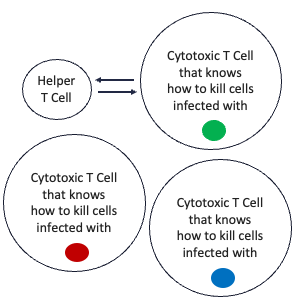 Helper
T Cell
Cytotoxic T Cell
that knows
how to kill cells
infected with
Cytotoxic T Cell
that knows
how to kill cells
infected with
Cytotoxic T Cell
that knows
how to kill cells
infected with